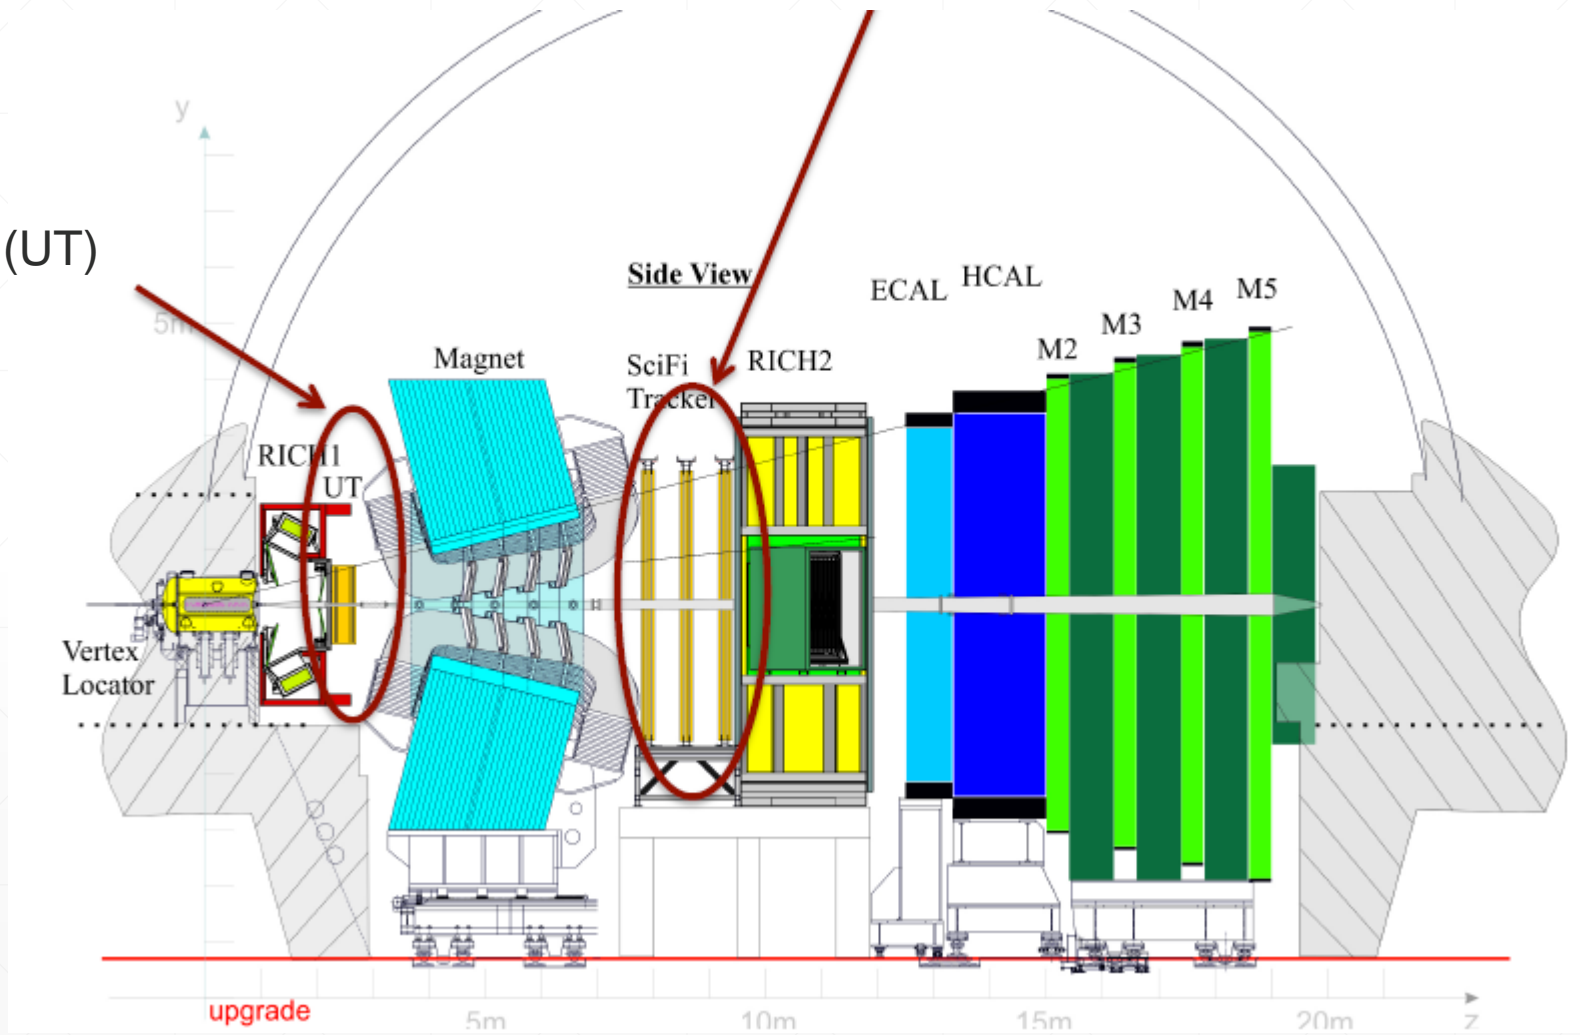 y
(UT)
Side View
ECAL
HCAL
M5
M4
M3
5m
M2
Magnet
SciFi
Tracker
RICH2
RICH1
UT
Vertex
Locator
upgrade
5m
10m
15m
20m
z